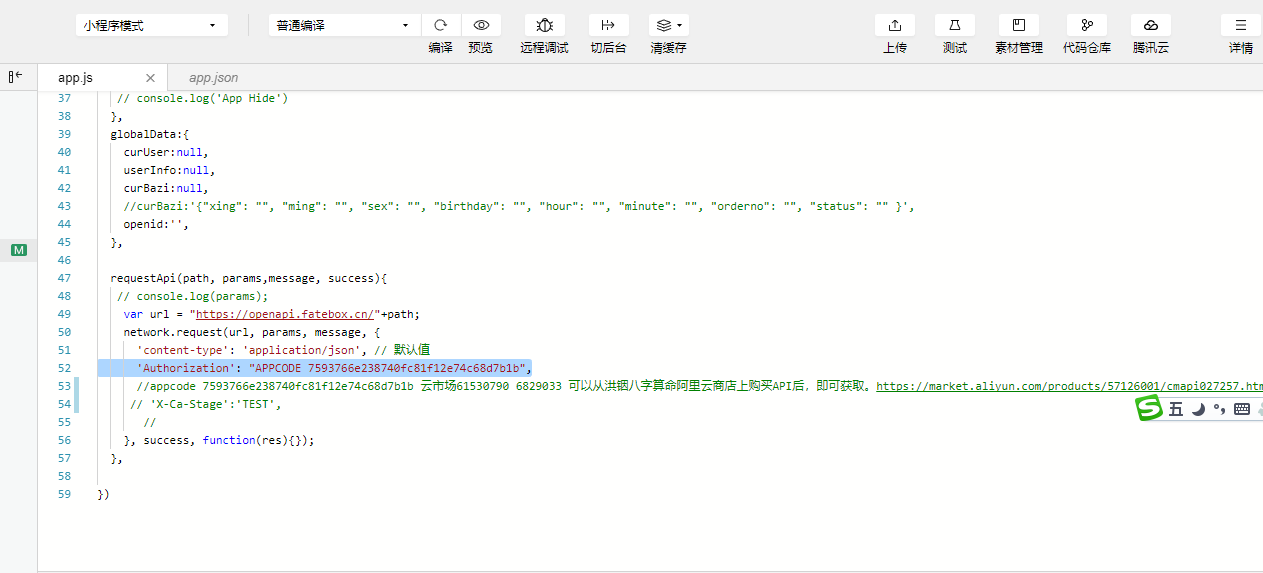 小程序模式 普通编译
编译 预览 远程调试 切后台 清缓存 上传 测试 素材管理 代码仓库 腾讯云 详情
app.js app.json
37 // console.log('App Hide')
38 },
39 globalData:{
40 curUser:null,
41 userInfo:null,
42 curBazi:null,
43 //curBazi:'{"xing": "", "ming": "", "sex": "", "birthday": "", "hour": "", "minute": "", "orderno": "", "status": "" }',
44 openid:'',
45 },
46
47 requestApi(path, params,message, success){
48 // console.log(params);
49 var url = "https://openapi.fatebox.cn/"+path;
50 network.request(url, params, message, {
51 'content-type': 'application/json', // 默认值
52 'Authorization': "APPCODE 7593766e238740fc81f12e74c68d7b1b",
53 //appcode 7593766e238740fc81f12e74c68d7b1b 云市场61530790 6829033 可以从洪铟八字算命阿里云商店上购买API后，即可获取。https://market.aliyun.com/products/57126001/cmapi027257.htm
54 // 'X-Ca-Stage':'TEST',
55 //
56 }, success, function(res){});
57 },
58
59 })
M
S 五